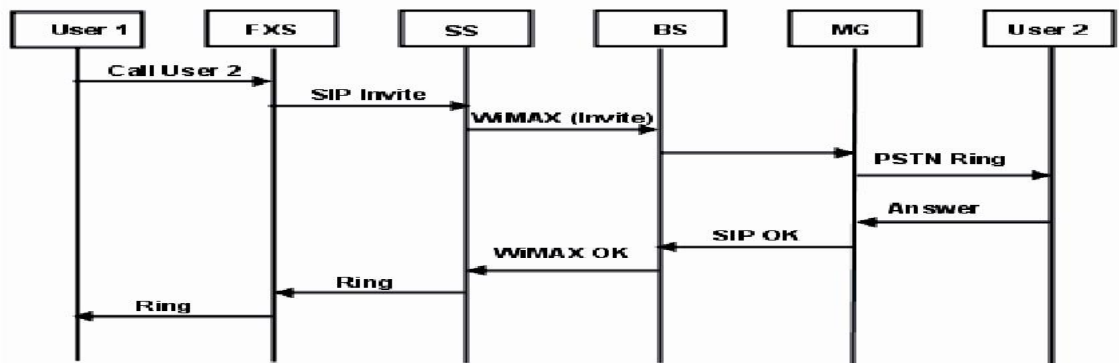 User 1 FXS SS BS MG User 2
Call User 2
SIP Invite
WiMAX (Invite)
PSTN Ring
Answer
SIP OK
WiMAX OK
Ring
Ring